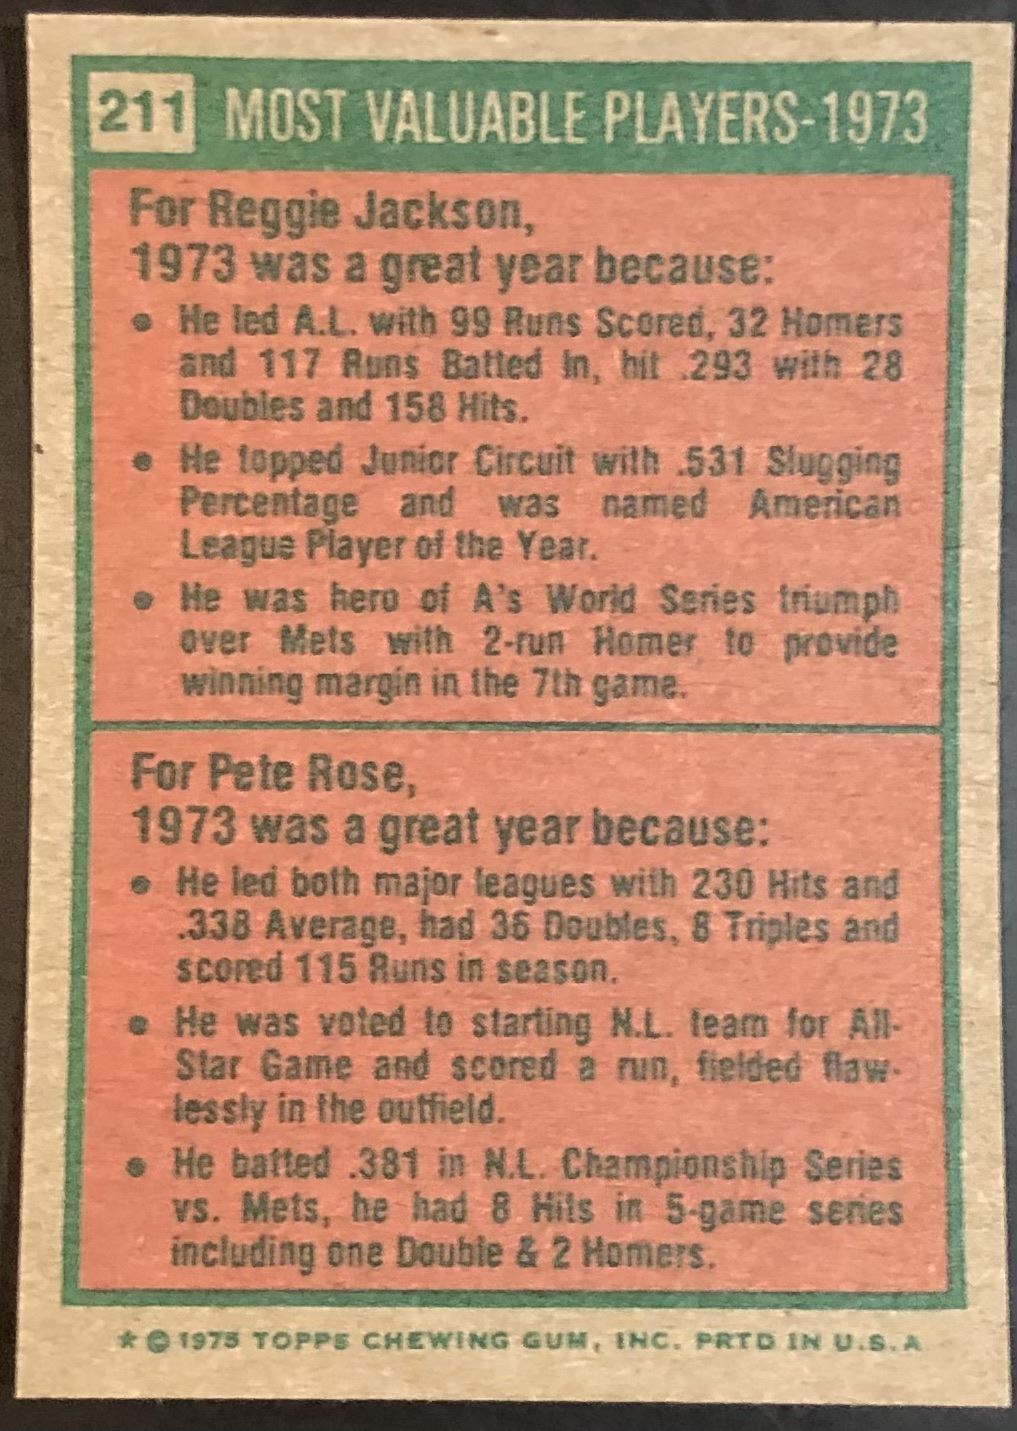 211 MOST VALUABLE PLAYERS-1973
For Reggie Jackson,
1973 was a great year because:
● He led A.L. with 99 Runs Scored, 32 Homers
and 117 Runs Batted In, hit .293 with 28
Doubles and 158 Hits.
● He topped Junior Circuit with .531 Slugging
Percentage and was named American
League Player of the Year.
● He was hero of A's World Series triumph
over Mets with 2-run Homer to provide
winning margin in the 7th game.
For Pete Rose,
1973 was a great year because:
● He led both major leagues with 230 Hits and
.338 Average, had 36 Doubles, 8 Triples and
scored 115 Runs in season.
● He was voted to starting N.L. team for All-
Star Game and scored a run, fielded flaw-
lessly in the outfield.
● He batted .381 in N.L. Championship Series
vs. Mets, he had 8 Hits in 5-game series
including one Double & 2 Homers.
★ © 1975 TOPPS CHEWING GUM, INC. PRTD IN U.S.A